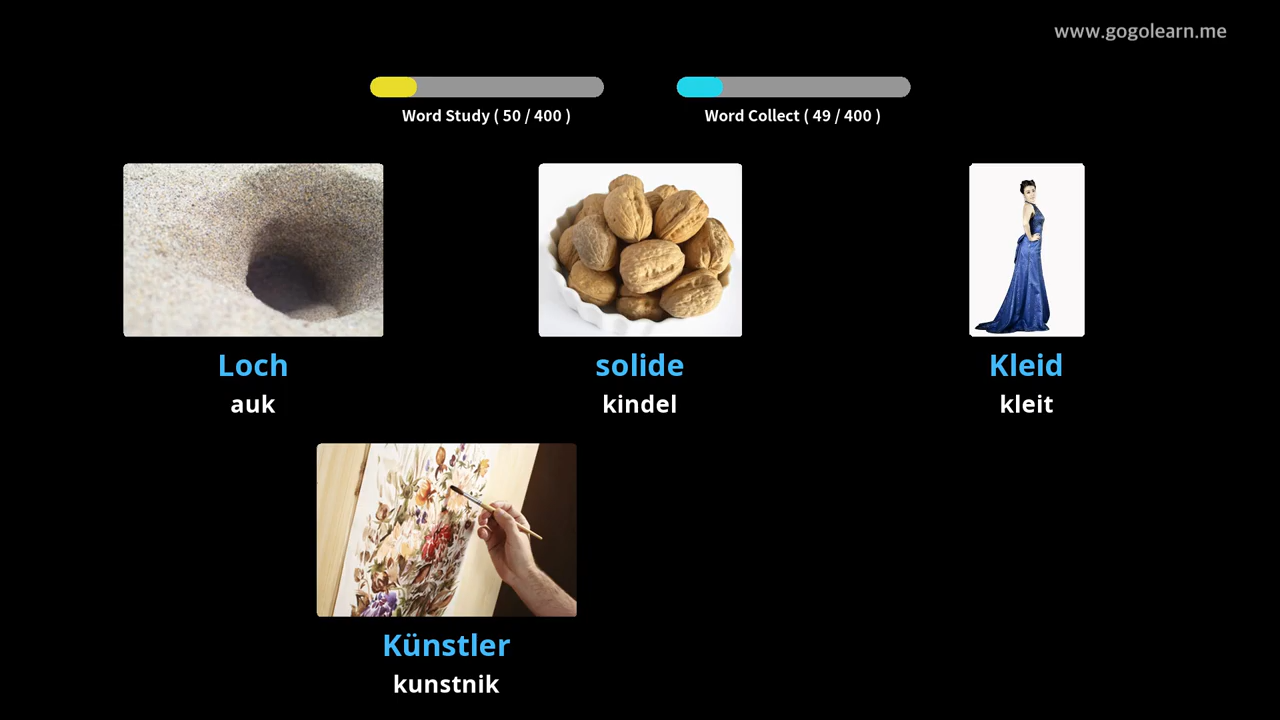 www.gogolearn.me
Word Study ( 50 / 400 )
Word Collect ( 49 / 400 )
Loch
auk
solide
kindel
Kleid
kleit
Künstler
kunstnik